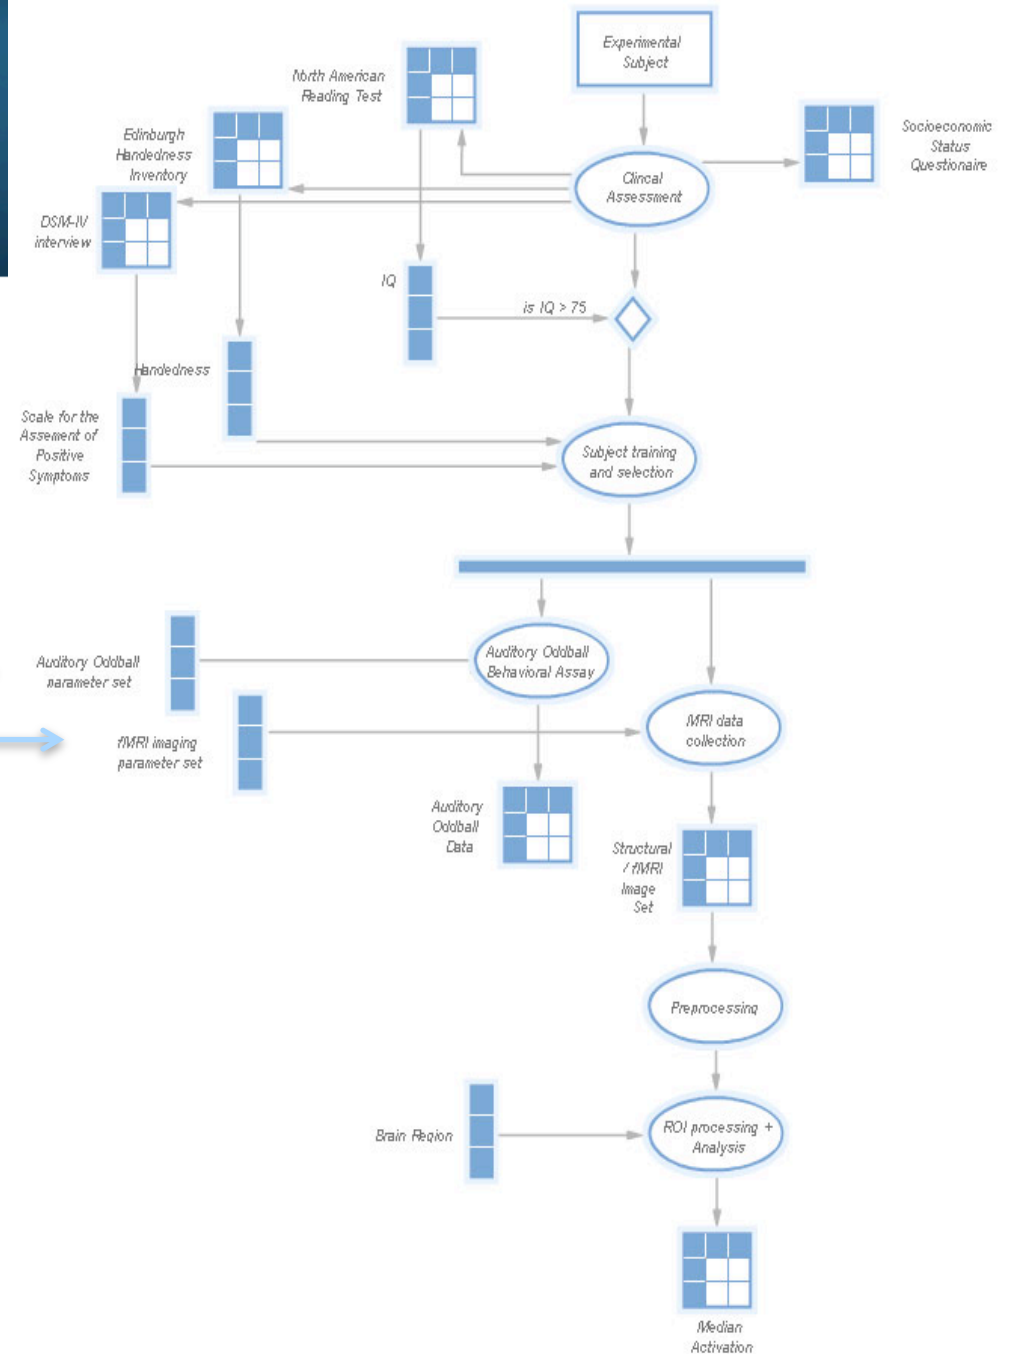 Experimental
Subject
North American
Reading Test
Edinburgh
Handedness
Inventory
Socioeconomic
Status
Questionaire
Clincal
Assessment
DSM-IV
interview
IQ
is IQ > 75
Handedness
Scale for the
Assement of
Positive
Symptoms
Subject training
and selection
Auditory Oddball
Behavioral Assay
Auditory Oddball
parameter set
fMRI imaging
parameter set
MRI data
collection
Auditory
Oddball
Data
Structural
/ fMRI
Image
Set
Preprocessing
Brain Region
ROI processing +
Analysis
Median
Activation